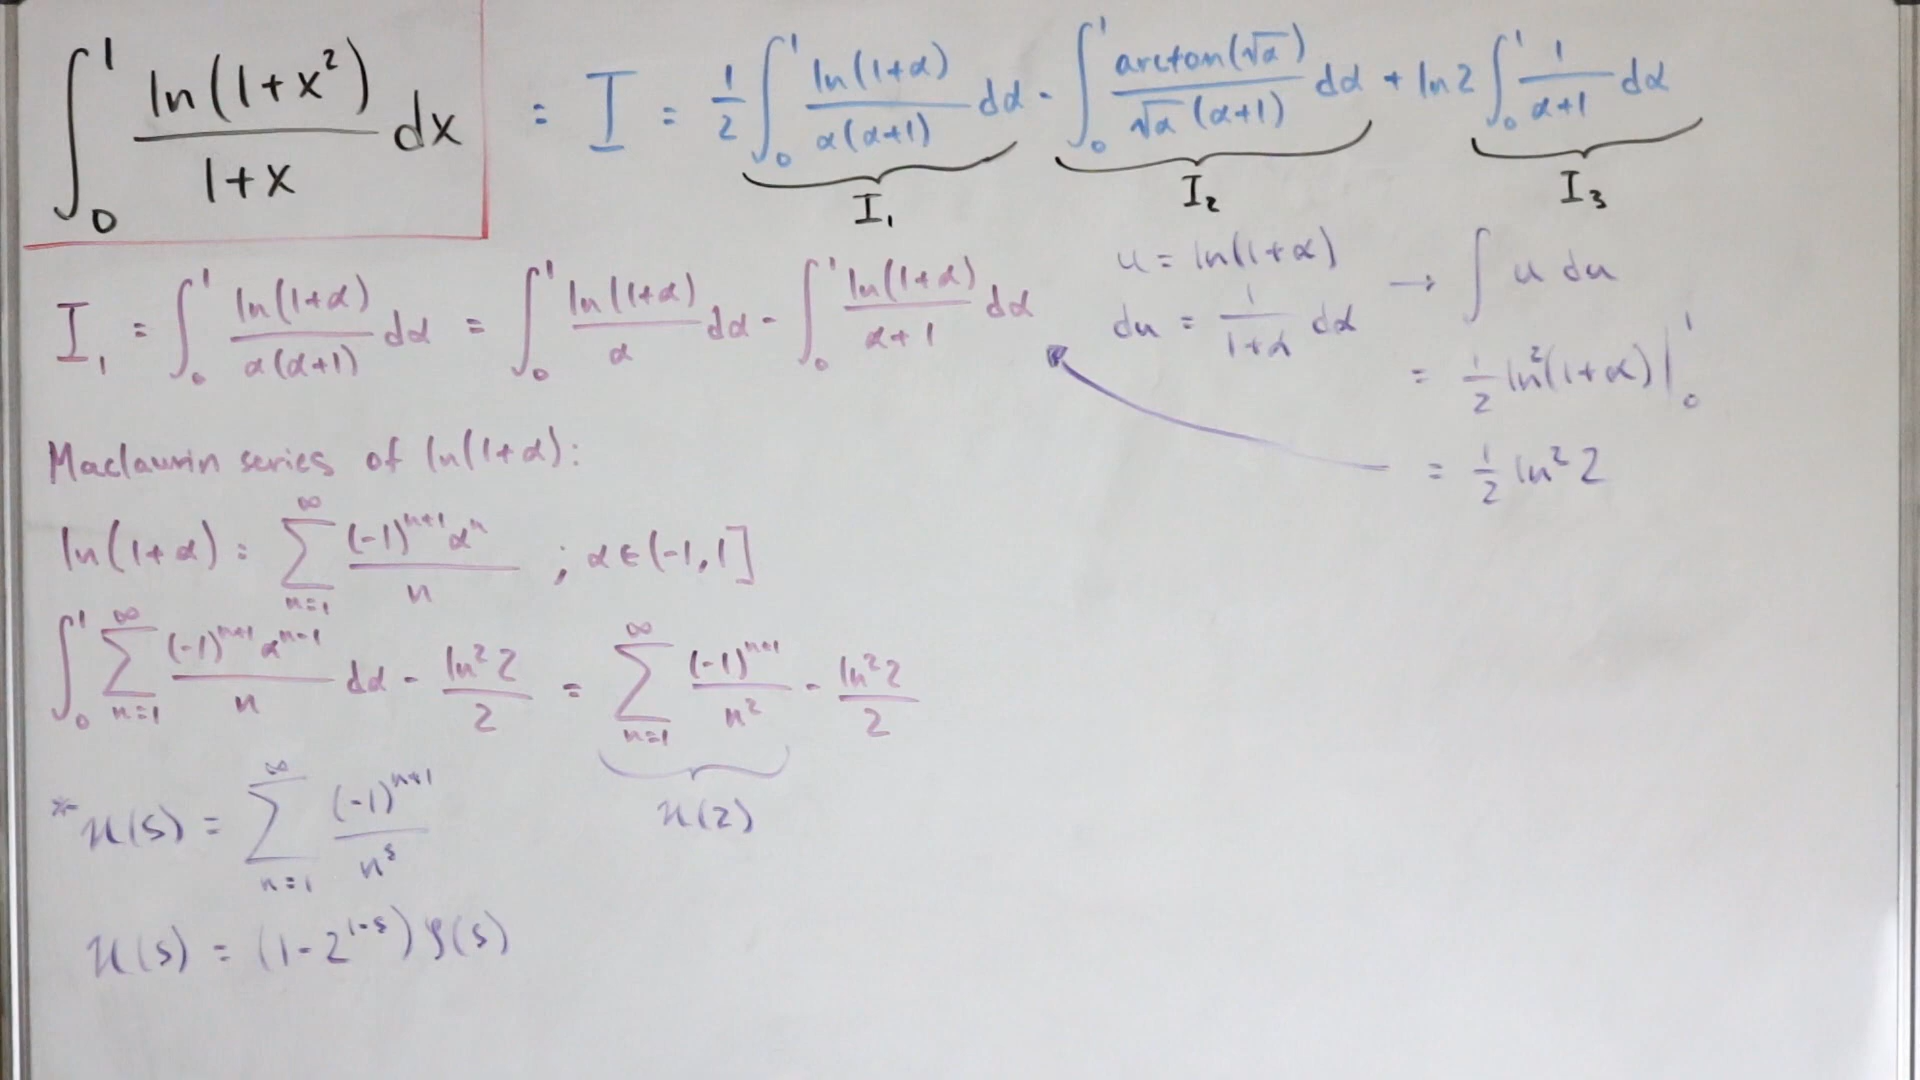 ∫₀¹ ln(1+x²)/(1+x) dx = I = 1/2 ∫₀¹ ln(1+α)/(α(α+1)) dα - ∫₀¹ arctan(√α)/(√α (α+1)) dα + ln2 ∫₀¹ 1/(α+1) dα
I₁ I₂ I₃
I₁ = ∫₀¹ ln(1+α)/(α(α+1)) dα = ∫₀¹ ln(1+α)/α dα - ∫₀¹ ln(1+α)/(α+1) dα
u = ln(1+α)
du = 1/(1+α) dα
→ ∫ u du
= 1/2 ln²(1+α) |₀¹
= 1/2 ln² 2
Maclaurin series of ln(1+α):
ln(1+α) = ∑_{n=1}^{∞} (-1)^{n+1} αⁿ/n ; α∈(-1,1]
∫₀¹ ∑_{n=1}^{∞} (-1)^{n+1} α^{n-1}/n dα - ln²2/2 = ∑_{n=1}^{∞} (-1)^{n+1}/n² - ln²2/2
η(2)
* η(s) = ∑_{n=1}^{∞} (-1)^{n+1}/n^s
η(s) = (1-2^{1-s}) ζ(s)